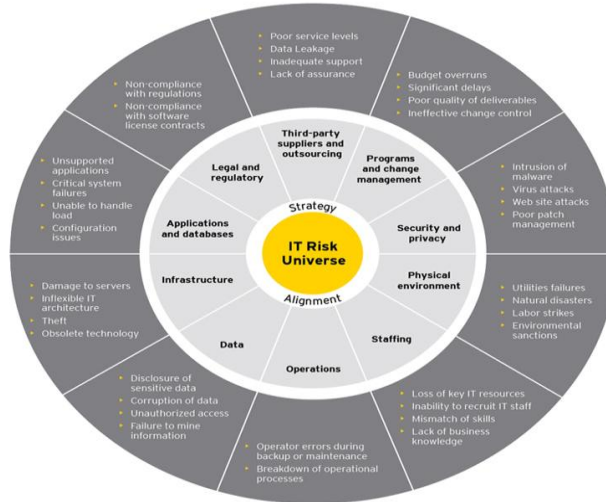 Poor service levels
Data Leakage
Inadequate support
Lack of assurance
Budget overruns
Significant delays
Poor quality of deliverables
Ineffective change control
Intrusion of
malware
Virus attacks
Web site attacks
Poor patch
management
Utilities failures
Natural disasters
Labor strikes
Environmental
sanctions
Loss of key IT resources
Inability to recruit IT staff
Mismatch of skills
Lack of business
knowledge
Operator errors during
backup or maintenance
Breakdown of operational
processes
Disclosure of
sensitive data
Corruption of data
Unauthorized access
Failure to mine
information
Damage to servers
Inflexible IT
architecture
Theft
Obsolete technology
Unsupported
applications
Critical system
failures
Unable to handle
load
Configuration
issues
Non-compliance
with regulations
Non-compliance
with software
license contracts
Third-party
suppliers and
outsourcing
Programs and change
management
Security and
privacy
Physical
environment
Staffing
Operations
Data
Infrastructure
Applications
and databases
Legal and
regulatory
Strategy
IT Risk
Universe
Alignment